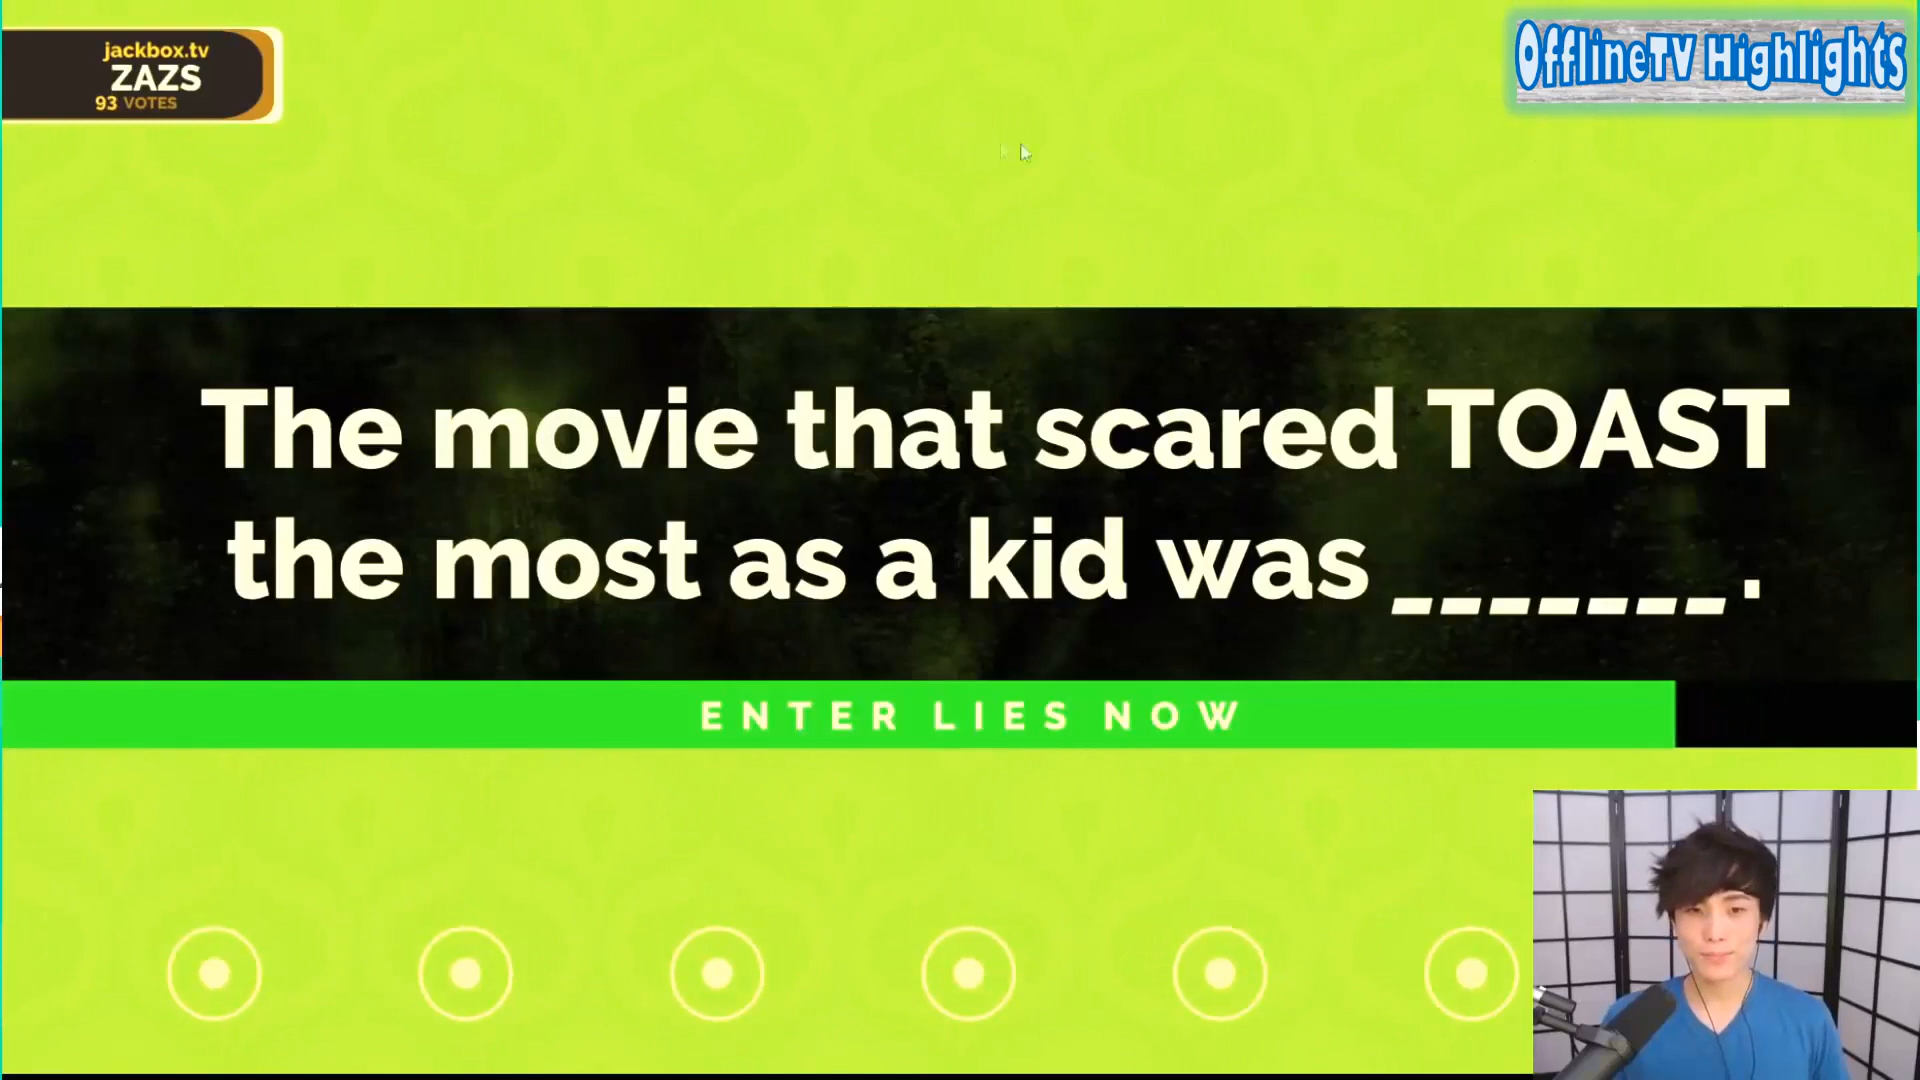 jackbox.tv
ZAZS
93 VOTES
OfflineTV Highlights
The movie that scared TOAST
the most as a kid was _______.
ENTER LIES NOW